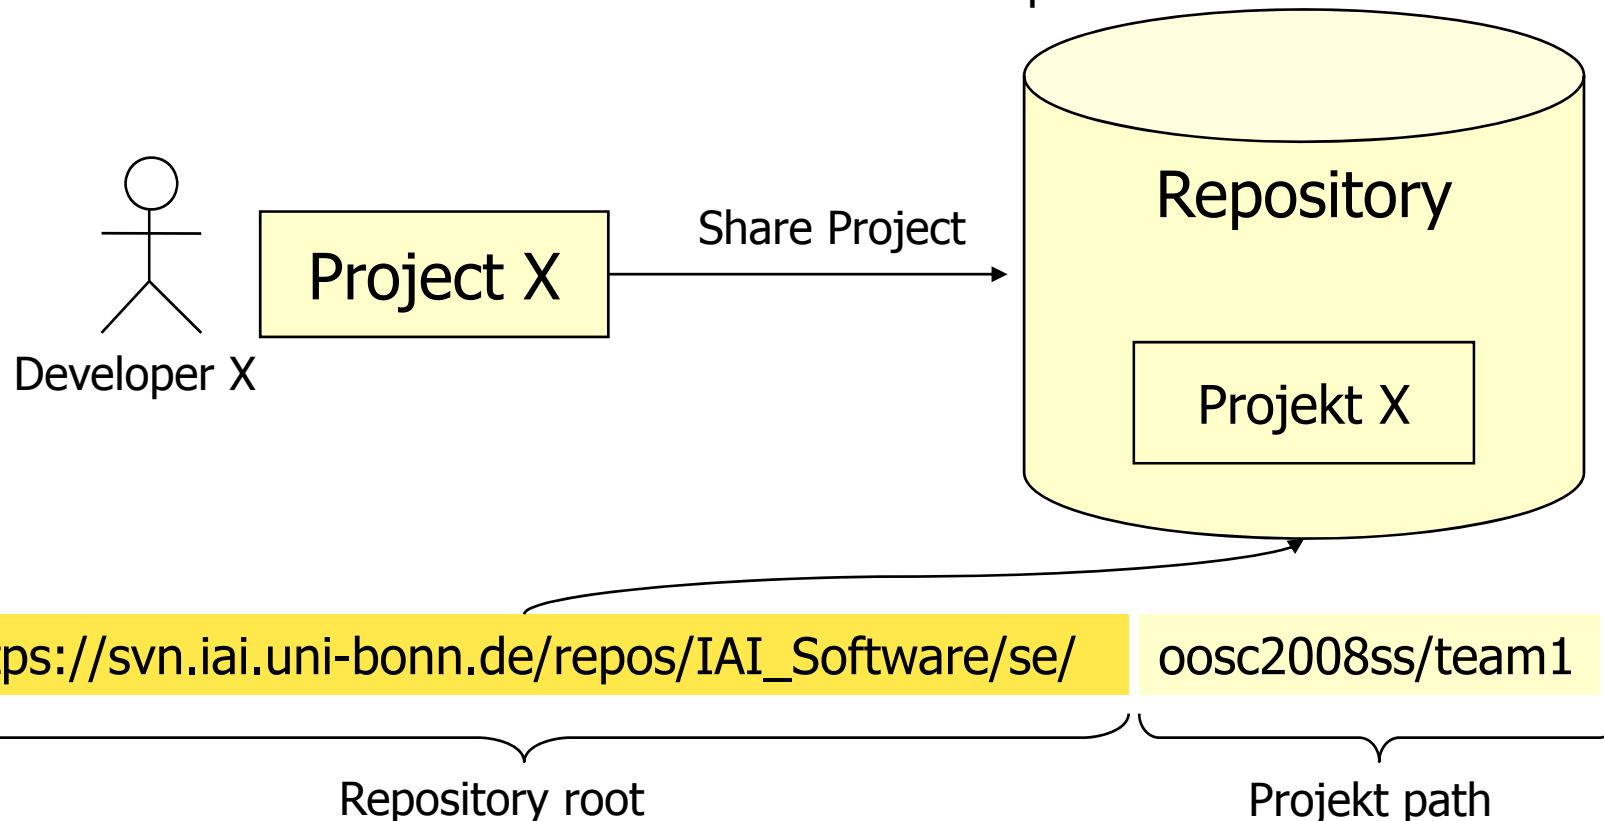 Repository
Share Project
Project X
Developer X
Projekt X
tps://svn.iai.uni-bonn.de/repos/IAI_Software/se/ oosc2008ss/team1
Repository root
Projekt path